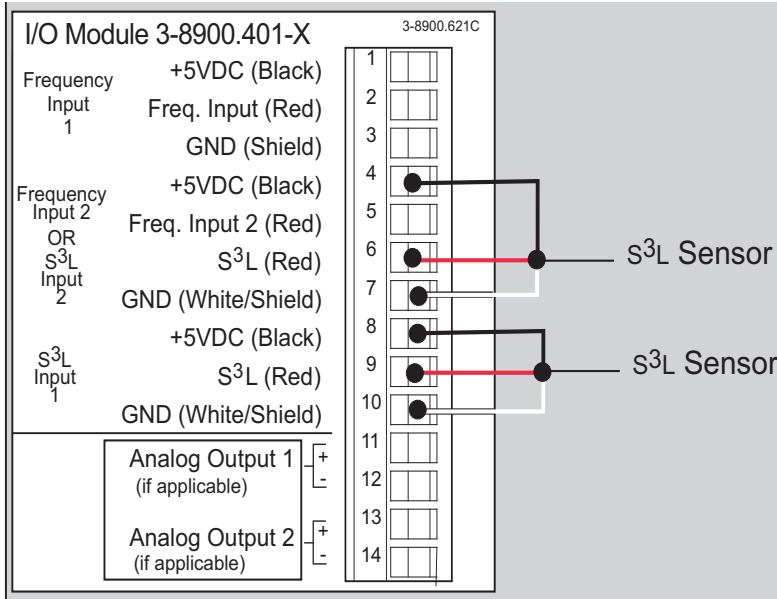 I/O Module 3-8900.401-X
3-8900.621C
Frequency
Input
1
+5VDC (Black)
Freq. Input (Red)
GND (Shield)
Frequency
Input 2
OR
S3L
Input
2
+5VDC (Black)
Freq. Input 2 (Red)
S3L (Red)
GND (White/Shield)
S3L
Input
1
+5VDC (Black)
S3L (Red)
GND (White/Shield)
Analog Output 1
(if applicable)
+
-
Analog Output 2
(if applicable)
+
-
1
2
3
4
5
6
7
8
9
10
11
12
13
14
S3L Sensor
S3L Sensor